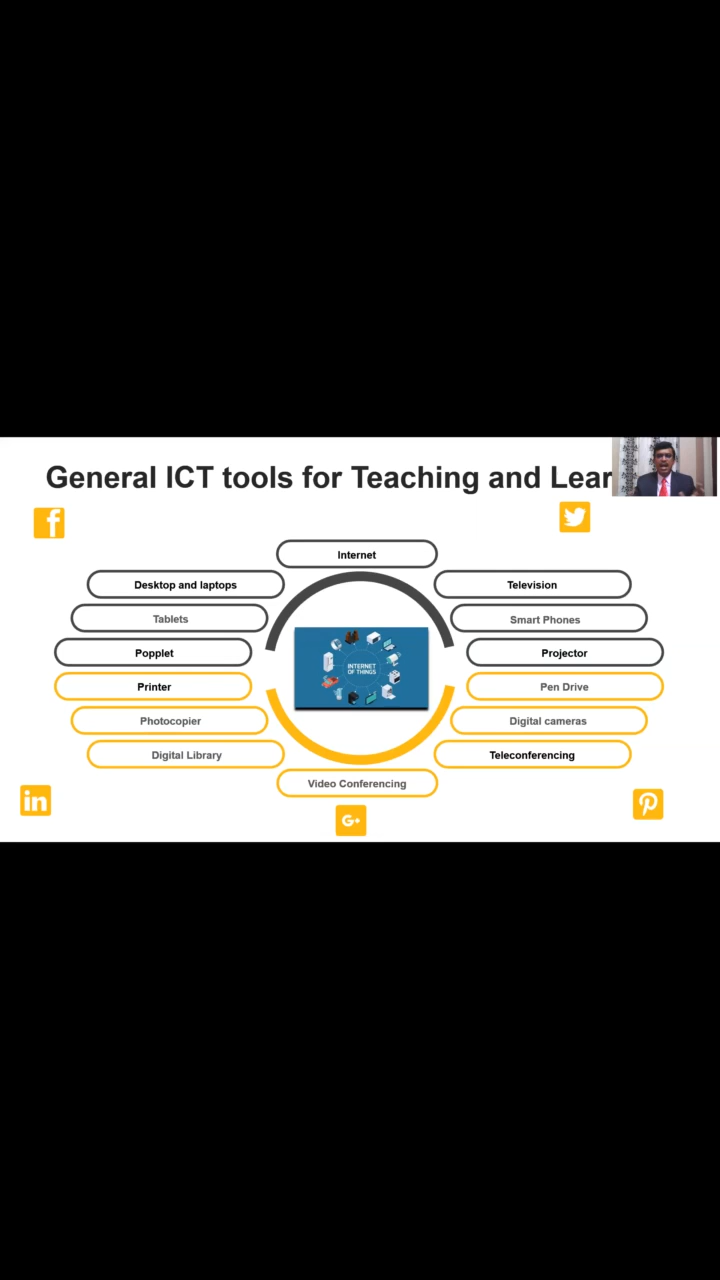 General ICT tools for Teaching and Lear
f
Internet
Desktop and laptops
Television
Tablets
Smart Phones
Popplet
Projector
INTERNET
OF THINGS
Printer
Pen Drive
Photocopier
Digital cameras
Digital Library
Teleconferencing
Video Conferencing
in
G+